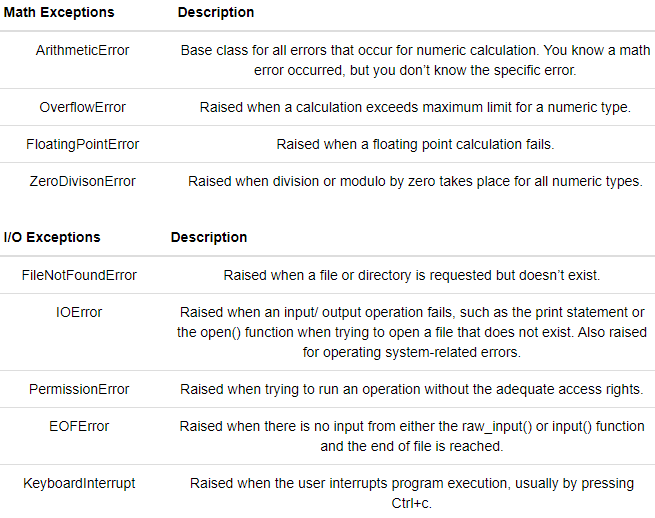 Math Exceptions Description
ArithmeticError Base class for all errors that occur for numeric calculation. You know a math
error occurred, but you don’t know the specific error.
OverflowError Raised when a calculation exceeds maximum limit for a numeric type.
FloatingPointError Raised when a floating point calculation fails.
ZeroDivisonError Raised when division or modulo by zero takes place for all numeric types.
I/O Exceptions Description
FileNotFoundError Raised when a file or directory is requested but doesn’t exist.
IOError Raised when an input/ output operation fails, such as the print statement or
the open() function when trying to open a file that does not exist. Also raised
for operating system-related errors.
PermissionError Raised when trying to run an operation without the adequate access rights.
EOFError Raised when there is no input from either the raw_input() or input() function
and the end of file is reached.
KeyboardInterrupt Raised when the user interrupts program execution, usually by pressing
Ctrl+c.